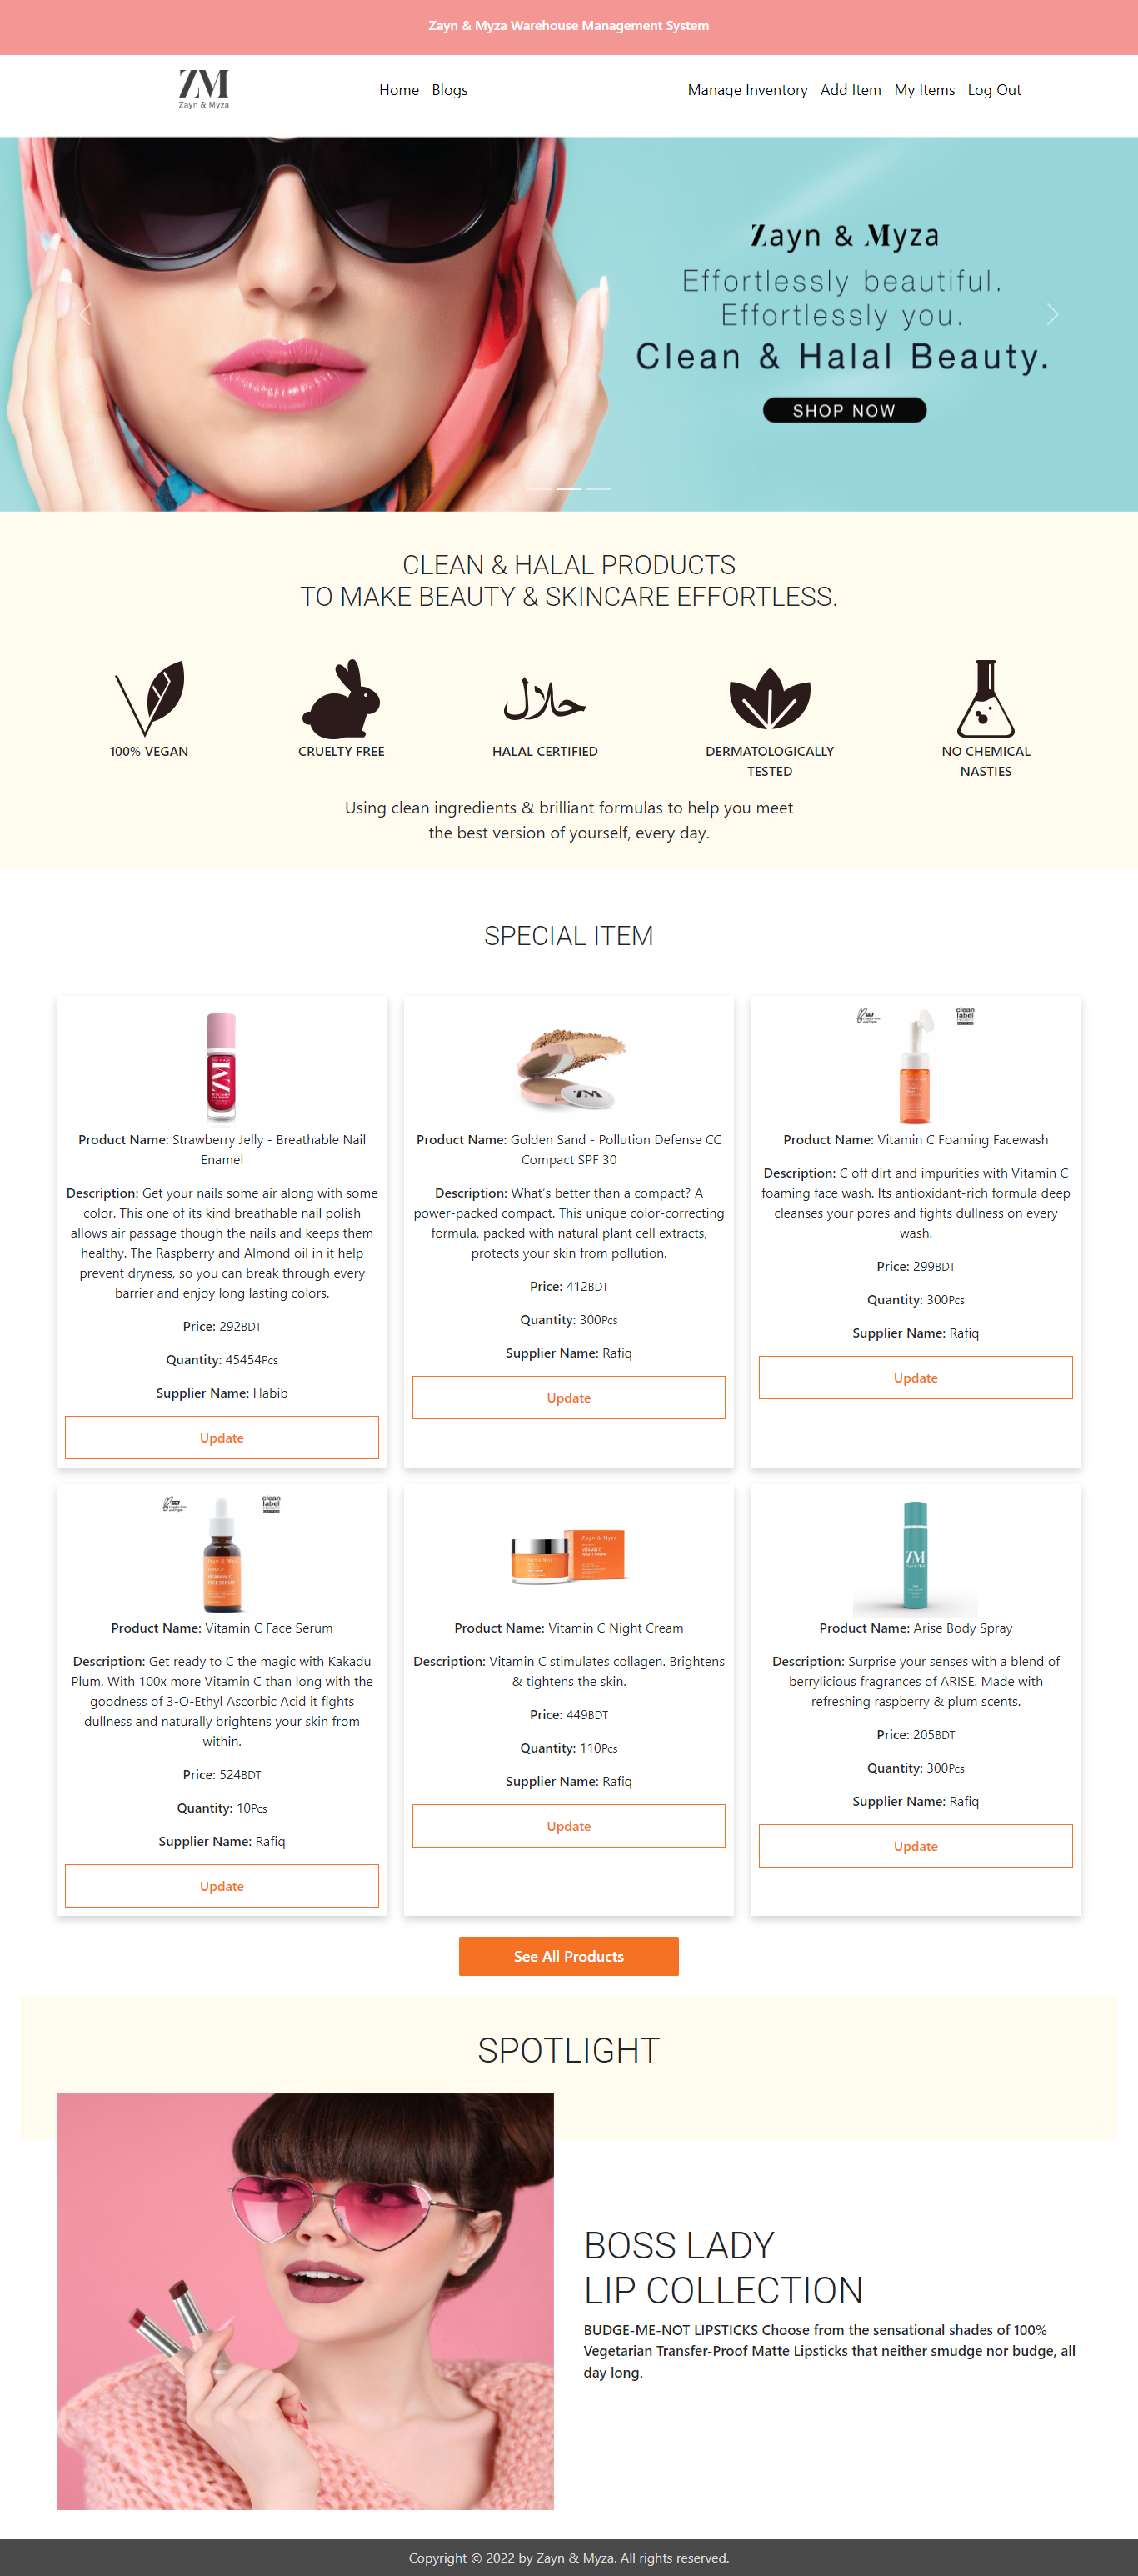 Zayn & Myza Warehouse Management System
ZM
Zayn & Myza
Home Blogs
Manage Inventory Add Item My Items Log Out
Zayn & Myza
Effortlessly beautiful.
Effortlessly you.
Clean & Halal Beauty.
SHOP NOW
CLEAN & HALAL PRODUCTS
TO MAKE BEAUTY & SKINCARE EFFORTLESS.
حلال
100% VEGAN
CRUELTY FREE
HALAL CERTIFIED
DERMATOLOGICALLY
TESTED
NO CHEMICAL
NASTIES
Using clean ingredients & brilliant formulas to help you meet
the best version of yourself, every day.
SPECIAL ITEM
ZM
Product Name: Strawberry Jelly - Breathable Nail
Enamel
Description: Get your nails some air along with some
color. This one of its kind breathable nail polish
allows air passage though the nails and keeps them
healthy. The Raspberry and Almond oil in it help
prevent dryness, so you can break through every
barrier and enjoy long lasting colors.
Price: 292BDT
Quantity: 45454Pcs
Supplier Name: Habib
Update
ZM
Product Name: Golden Sand - Pollution Defense CC
Compact SPF 30
Description: What's better than a compact? A
power-packed compact. This unique color-correcting
formula, packed with natural plant cell extracts,
protects your skin from pollution.
Price: 412BDT
Quantity: 300Pcs
Supplier Name: Rafiq
Update
clean
label
Product Name: Vitamin C Foaming Facewash
Description: C off dirt and impurities with Vitamin C
foaming face wash. Its antioxidant-rich formula deep
cleanses your pores and fights dullness on every
wash.
Price: 299BDT
Quantity: 300Pcs
Supplier Name: Rafiq
Update
clean
label
Zayn & Myza
VITAMIN C
FACE SERUM
Product Name: Vitamin C Face Serum
Description: Get ready to C the magic with Kakadu
Plum. With 100x more Vitamin C than long with the
goodness of 3-O-Ethyl Ascorbic Acid it fights
dullness and naturally brightens your skin from
within.
Price: 524BDT
Quantity: 10Pcs
Supplier Name: Rafiq
Update
Zayn & Myza
VITAMIN C
NIGHT CREAM
Product Name: Vitamin C Night Cream
Description: Vitamin C stimulates collagen. Brightens
& tightens the skin.
Price: 449BDT
Quantity: 110Pcs
Supplier Name: Rafiq
Update
ZM
Product Name: Arise Body Spray
Description: Surprise your senses with a blend of
berrylicious fragrances of ARISE. Made with
refreshing raspberry & plum scents.
Price: 205BDT
Quantity: 300Pcs
Supplier Name: Rafiq
Update
See All Products
SPOTLIGHT
BOSS LADY
LIP COLLECTION
BUDGE-ME-NOT LIPSTICKS Choose from the sensational shades of 100%
Vegetarian Transfer-Proof Matte Lipsticks that neither smudge nor budge, all
day long.
Copyright © 2022 by Zayn & Myza. All rights reserved.